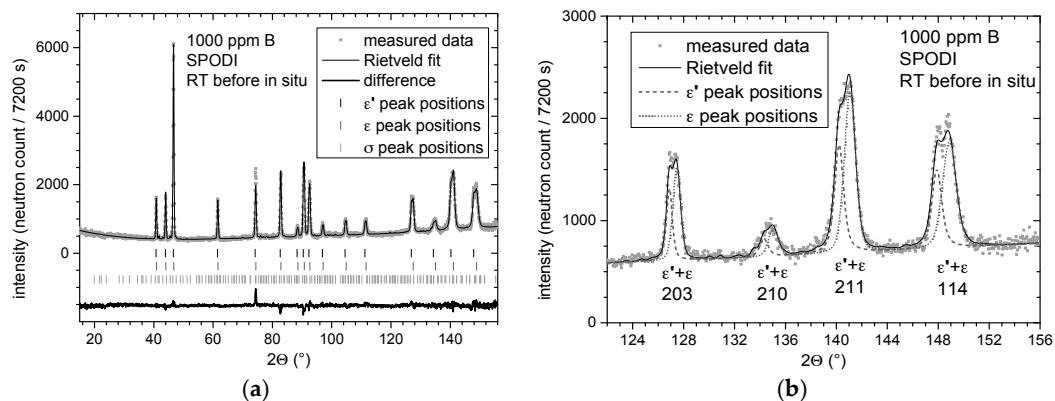 1000 ppm B
SPODI
RT before in situ
measured data
Rietveld fit
difference
ε' peak positions
ε peak positions
σ peak positions
intensity (neutron count / 7200 s)
6000
4000
2000
0
20 40 60 80 100 120 140
2Θ (°)
(a)
measured data
Rietveld fit
ε' peak positions
ε peak positions
1000 ppm B
SPODI
RT before in situ
intensity (neutron count / 7200 s)
3000
2500
2000
1500
1000
500
0
ε'+ε
203
ε'+ε
210
ε'+ε
211
ε'+ε
114
124 128 132 136 140 144 148 152 156
2Θ (°)
(b)